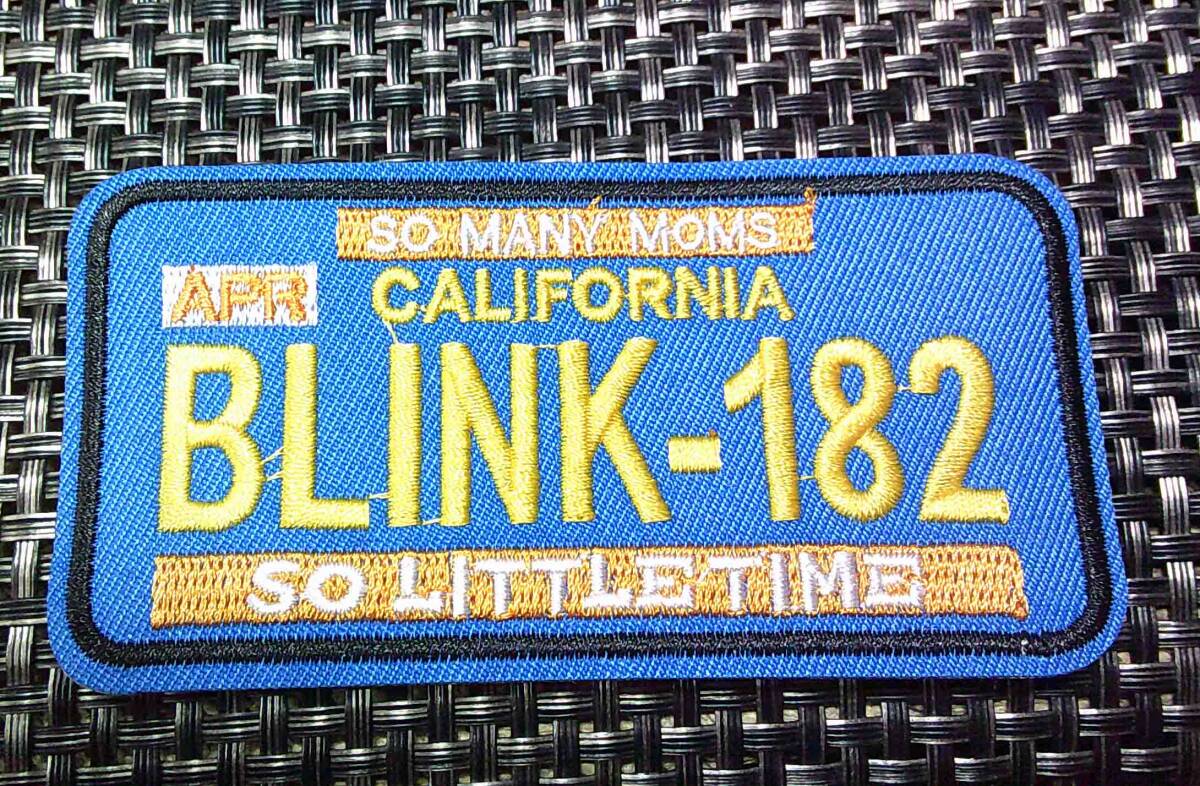 SO MANY MOMS
APR
CALIFORNIA
BLINK-182
SO LITTLE TIME